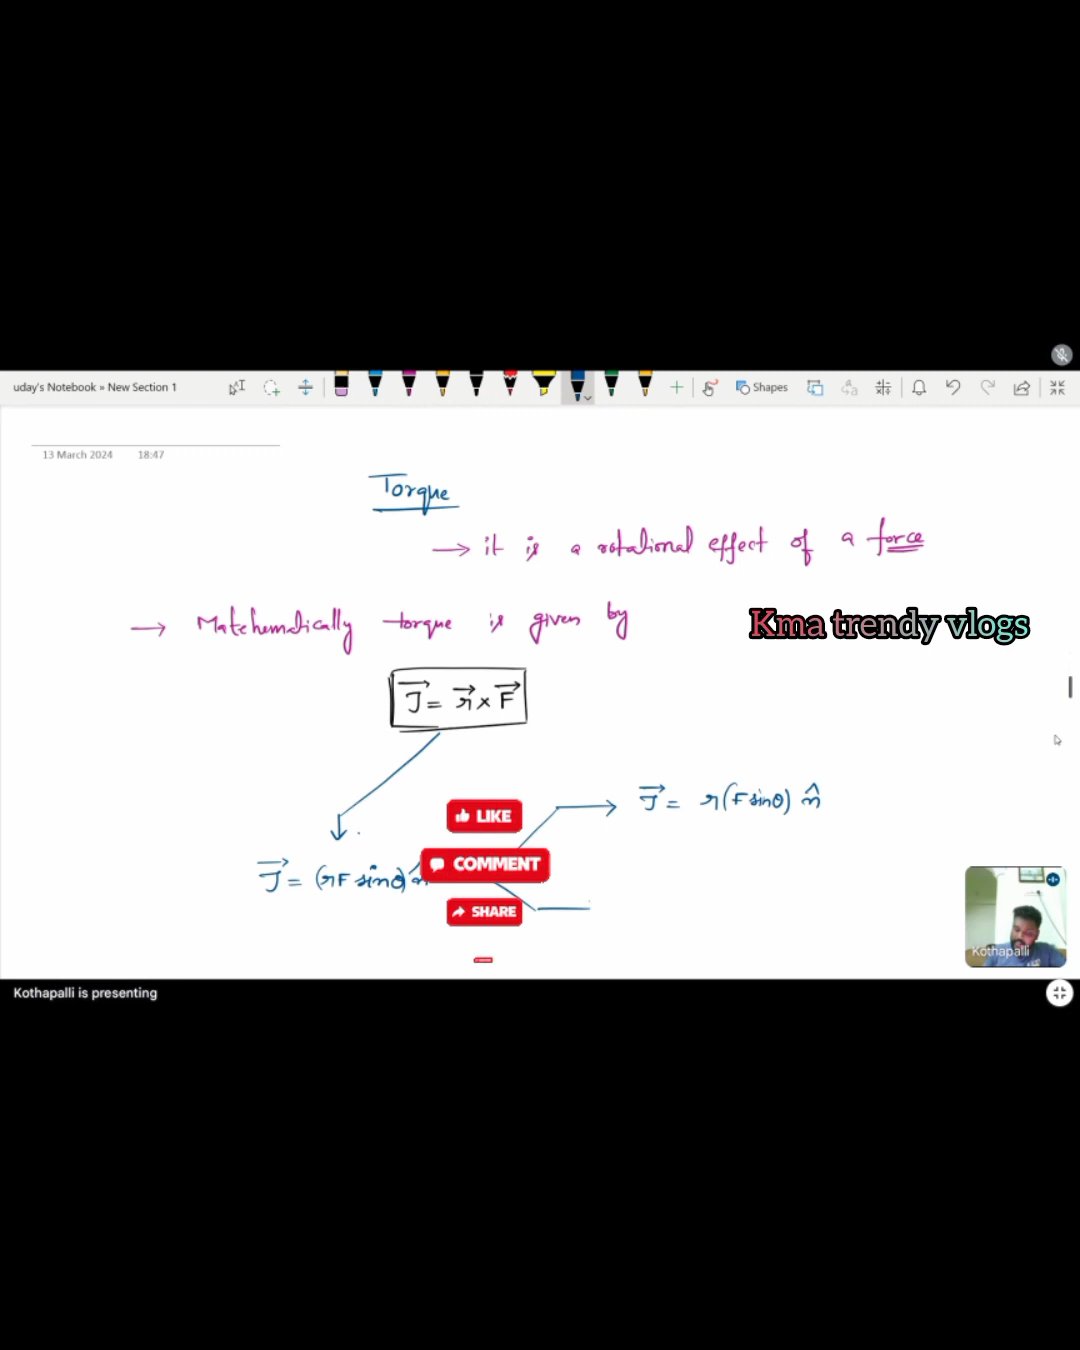 uday's Notebook » New Section 1
Shapes
13 March 2024 18:47
Torque
→ it is a rotational effect of a force
→ Mathematically torque is given by
Kma trendy vlogs
τ⃗ = r⃗ × F⃗
τ⃗ = r(F sinθ) n̂
LIKE
COMMENT
τ⃗ = (rF sinθ) n̂
SHARE
Kothapalli
Kothapalli is presenting